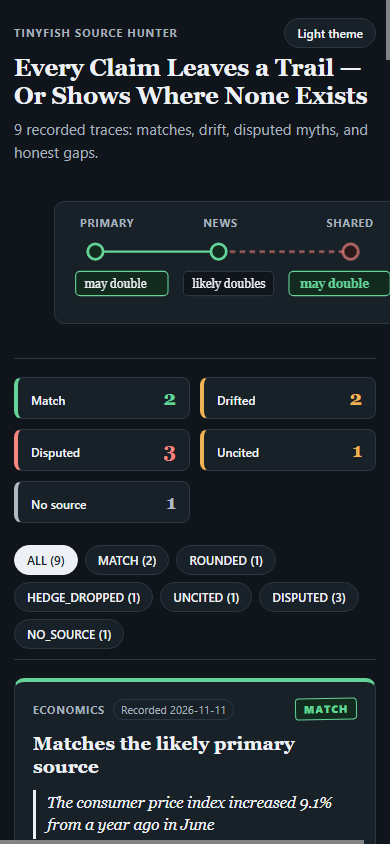 TINYFISH SOURCE HUNTER
Light theme
Every Claim Leaves a Trail —
Or Shows Where None Exists
9 recorded traces: matches, drift, disputed myths, and
honest gaps.
PRIMARY NEWS SHARED
may double likely doubles may double
Match 2
Drifted 2
Disputed 3
Uncited 1
No source 1
ALL (9) MATCH (2) ROUNDED (1)
HEDGE_DROPPED (1) UNCITED (1) DISPUTED (3)
NO_SOURCE (1)
ECONOMICS Recorded 2026-11-11 MATCH
Matches the likely primary
source
The consumer price index increased 9.1%
from a year ago in June